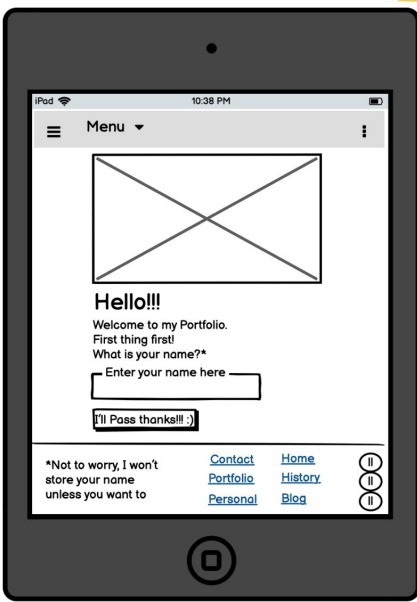 iPad 10:38 PM
Menu
Hello!!!
Welcome to my Portfolio.
First thing first!
What is your name?*
Enter your name here
I'll Pass thanks!!! :)
*Not to worry, I won't
store your name
unless you want to
Contact Home
Portfolio History
Personal Blog